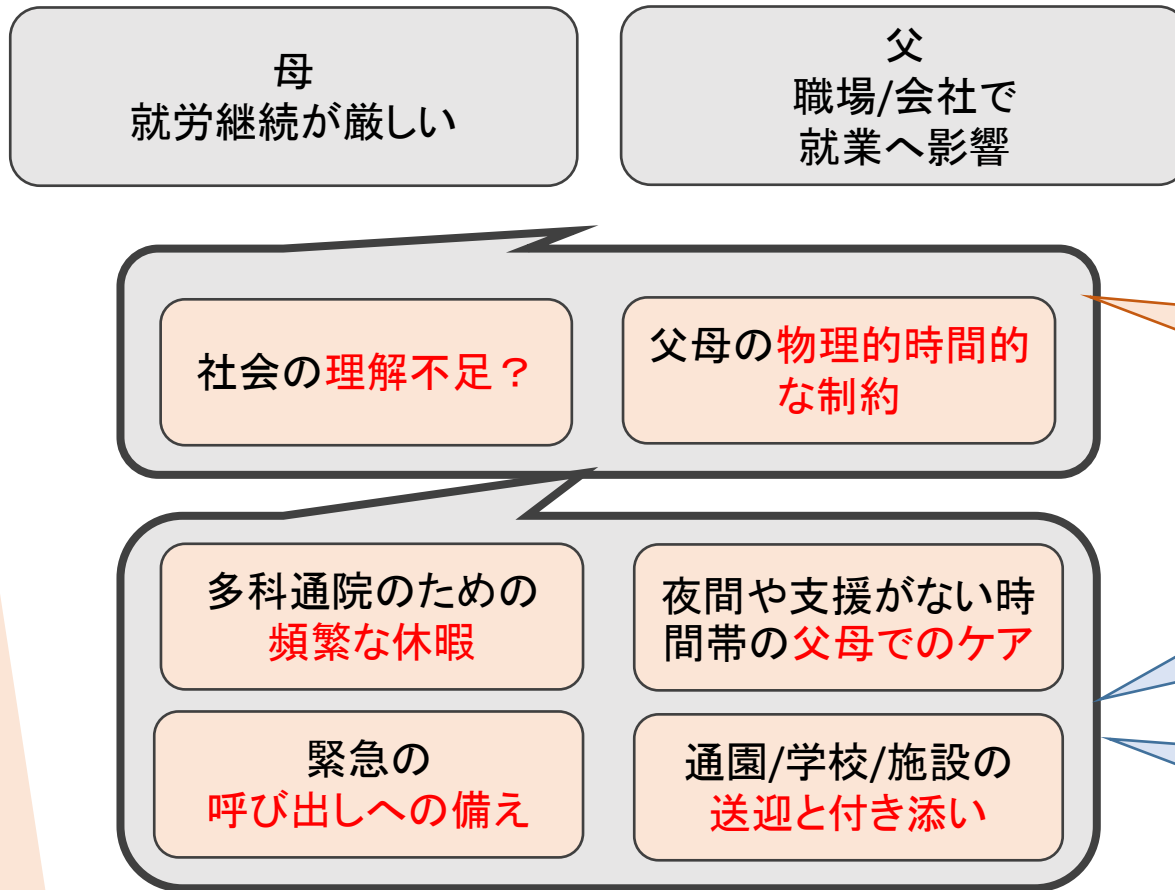 母
就労継続が厳しい
父
職場/会社で
就業へ影響
社会の理解不足？
父母の物理的時間的
な制約
多科通院のための
頻繁な休暇
夜間や支援がない時
間帯の父母でのケア
緊急の
呼び出しへの備え
通園/学校/施設の
送迎と付き添い